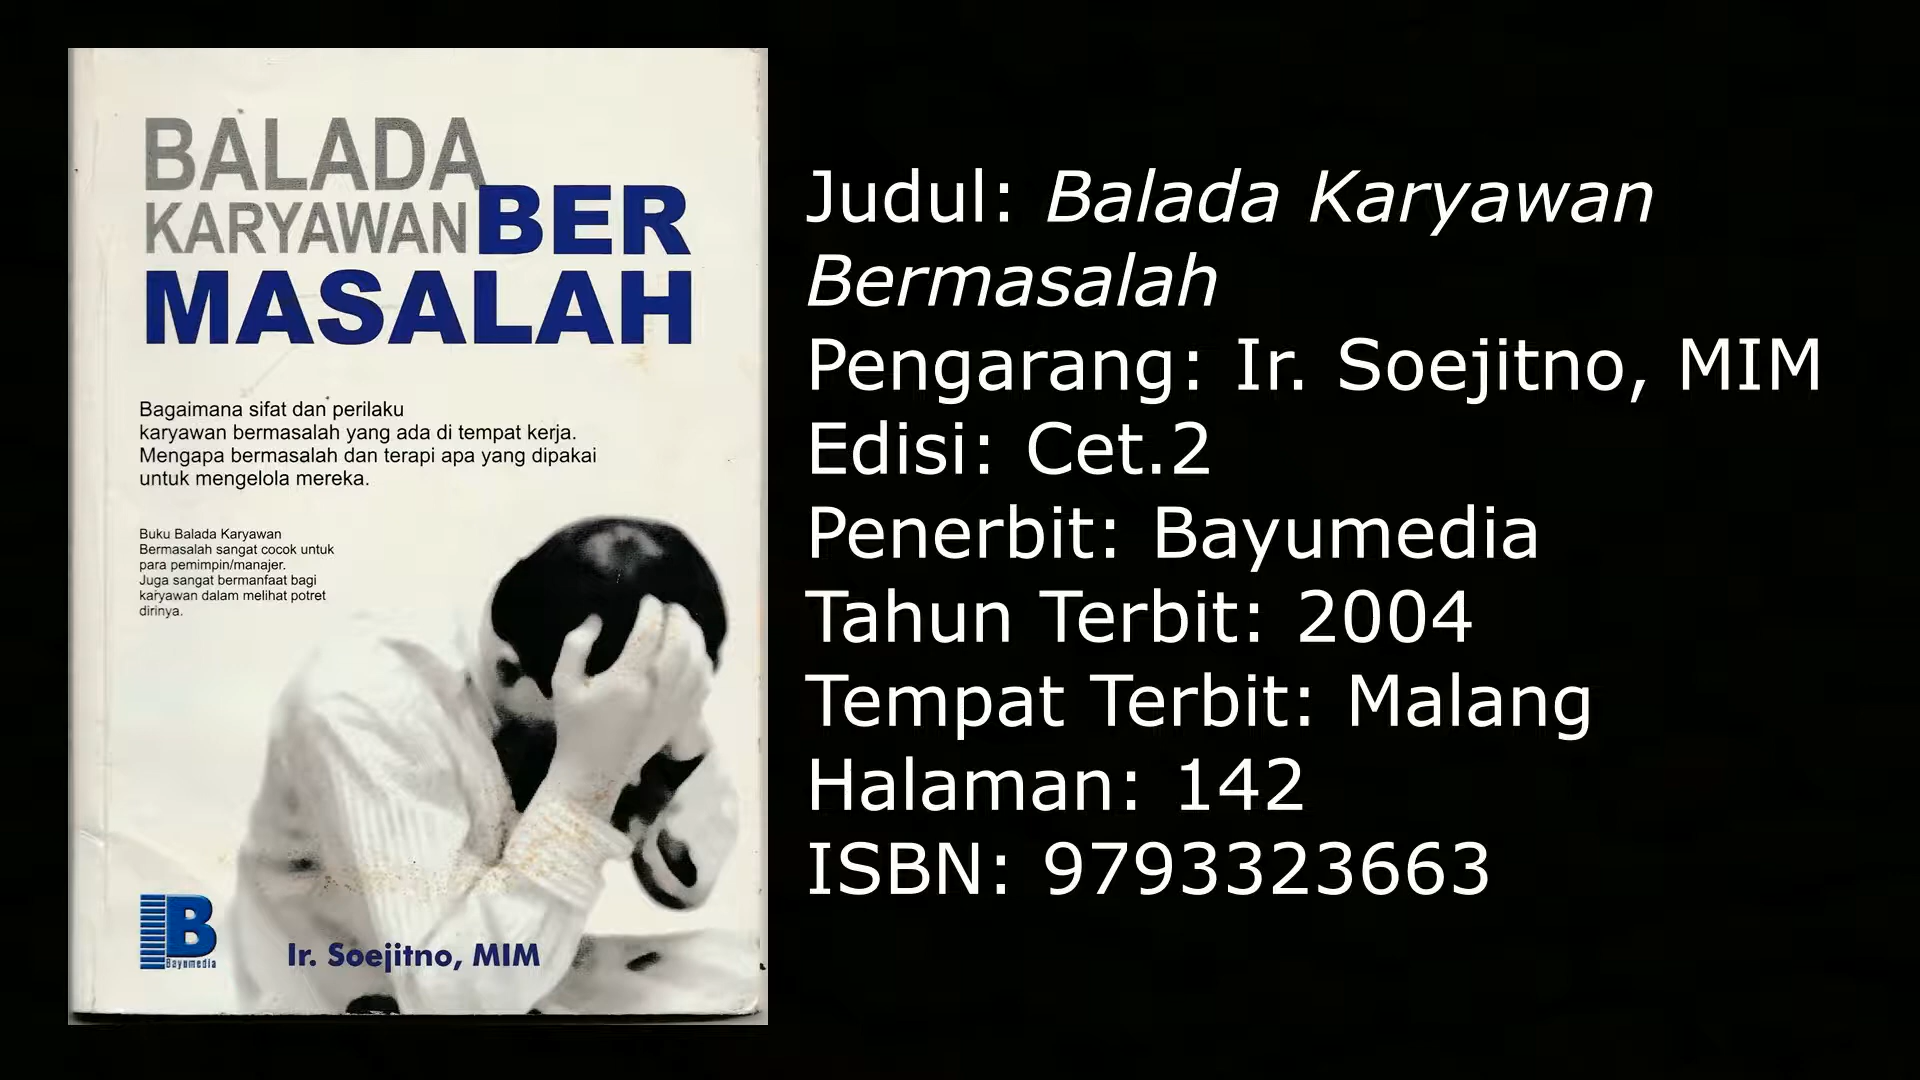 BALADA
KARYAWAN BER
MASALAH
Bagaimana sifat dan perilaku
karyawan bermasalah yang ada di tempat kerja.
Mengapa bermasalah dan terapi apa yang dipakai
untuk mengelola mereka.
Buku Balada Karyawan
Bermasalah sangat cocok untuk
para pemimpin/manajer.
Juga sangat bermanfaat bagi
karyawan dalam melihat potret
dirinya.
B
Bayumedia
Ir. Soejitno, MIM
Judul: Balada Karyawan
Bermasalah
Pengarang: Ir. Soejitno, MIM
Edisi: Cet.2
Penerbit: Bayumedia
Tahun Terbit: 2004
Tempat Terbit: Malang
Halaman: 142
ISBN: 9793323663